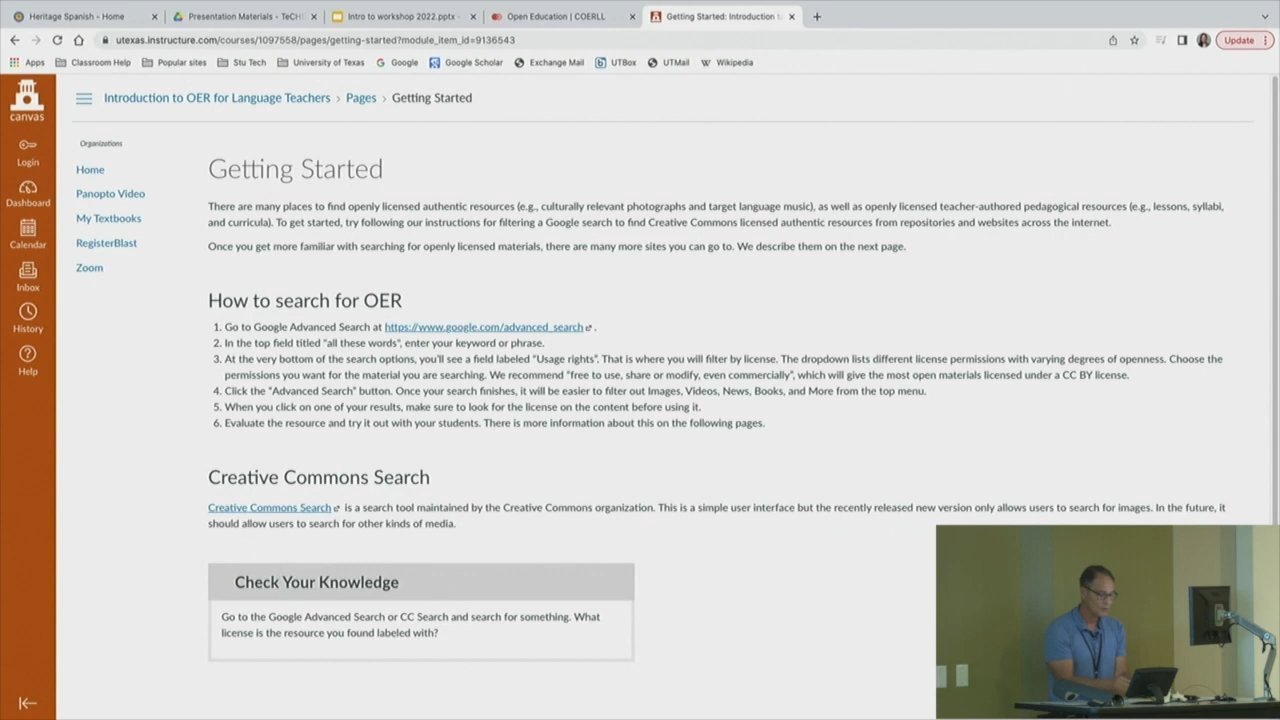 Heritage Spanish - Home
Presentation Materials - TeCH
Intro to workshop 2022.pptx -
Open Education | COERLL
Getting Started: Introduction t
utexas.instructure.com/courses/1097558/pages/getting-started?module_item_id=9136543
Update
Apps
Classroom Help
Popular sites
Stu Tech
University of Texas
Google
Google Scholar
Exchange Mail
UTBox
UTMail
Wikipedia
canvas
Login
Dashboard
Calendar
Inbox
History
Help
Introduction to OER for Language Teachers › Pages › Getting Started
Organizations
Home
Panopto Video
My Textbooks
RegisterBlast
Zoom
Getting Started
There are many places to find openly licensed authentic resources (e.g., culturally relevant photographs and target language music), as well as openly licensed teacher-authored pedagogical resources (e.g., lessons, syllabi,
and curricula). To get started, try following our instructions for filtering a Google search to find Creative Commons licensed authentic resources from repositories and websites across the internet.
Once you get more familiar with searching for openly licensed materials, there are many more sites you can go to. We describe them on the next page.
How to search for OER
1. Go to Google Advanced Search at https://www.google.com/advanced_search .
2. In the top field titled "all these words", enter your keyword or phrase.
3. At the very bottom of the search options, you'll see a field labeled "Usage rights". That is where you will filter by license. The dropdown lists different license permissions with varying degrees of openness. Choose the
permissions you want for the material you are searching. We recommend "free to use, share or modify, even commercially", which will give the most open materials licensed under a CC BY license.
4. Click the "Advanced Search" button. Once your search finishes, it will be easier to filter out Images, Videos, News, Books, and More from the top menu.
5. When you click on one of your results, make sure to look for the license on the content before using it.
6. Evaluate the resource and try it out with your students. There is more information about this on the following pages.
Creative Commons Search
Creative Commons Search is a search tool maintained by the Creative Commons organization. This is a simple user interface but the recently released new version only allows users to search for images. In the future, it
should allow users to search for other kinds of media.
Check Your Knowledge
Go to the Google Advanced Search or CC Search and search for something. What
license is the resource you found labeled with?